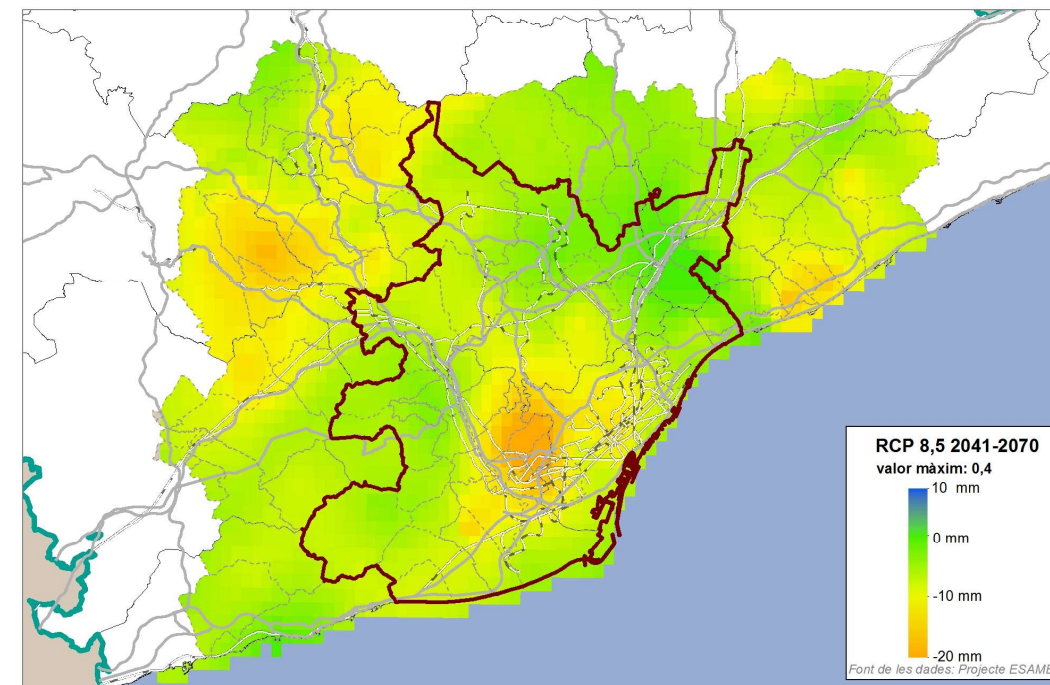 RCP 8,5 2041-2070
valor màxim: 0,4
10 mm
0 mm
-10 mm
-20 mm
Font de les dades: Projecte ESAMB